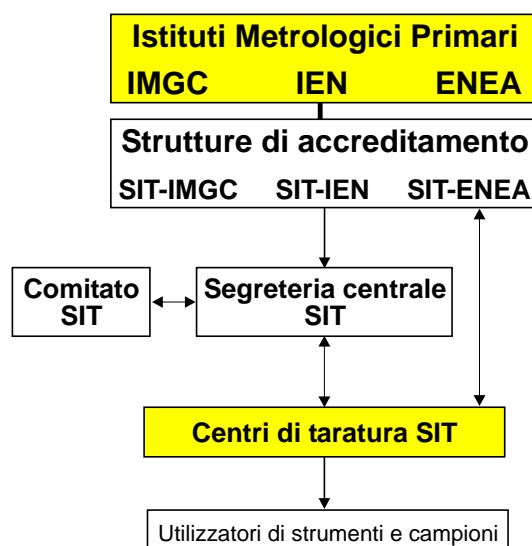 Istituti Metrologici Primari
IMGC IEN ENEA
Strutture di accreditamento
SIT-IMGC SIT-IEN SIT-ENEA
Comitato
SIT
Segreteria centrale
SIT
Centri di taratura SIT
Utilizzatori di strumenti e campioni